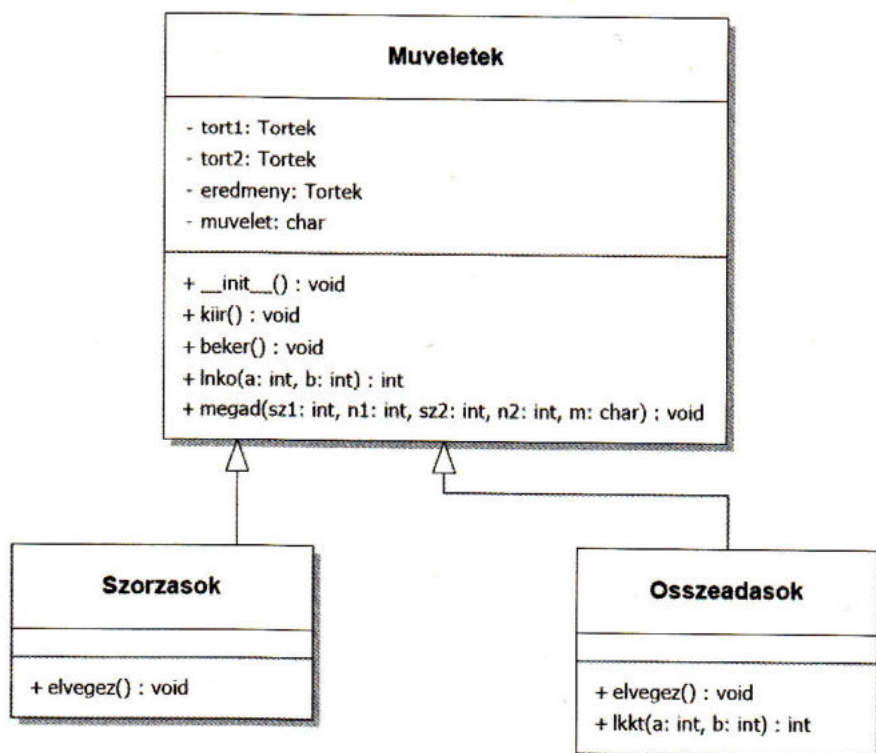 Muveletek
- tort1: Tortek
- tort2: Tortek
- eredmeny: Tortek
- muvelet: char
+ __init__() : void
+ kiir() : void
+ beker() : void
+ lnko(a: int, b: int) : int
+ megad(sz1: int, n1: int, sz2: int, n2: int, m: char) : void
Szorzasok
+ elvegez() : void
Osszeadasok
+ elvegez() : void
+ lkkt(a: int, b: int) : int